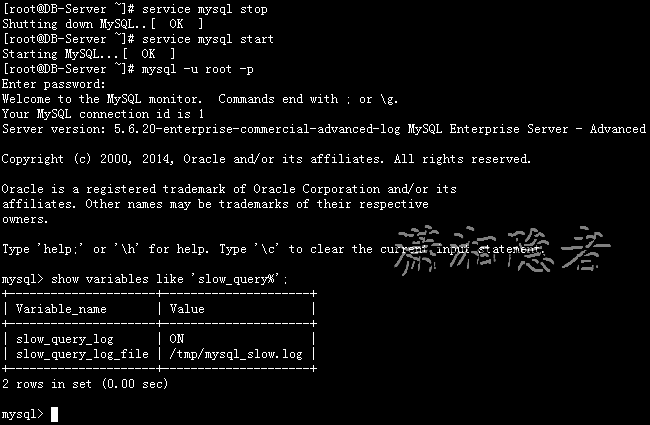 [root@DB-Server ~]# service mysql stop
Shutting down MySQL..[  OK  ]
[root@DB-Server ~]# service mysql start
Starting MySQL...[  OK  ]
[root@DB-Server ~]# mysql -u root -p
Enter password:
Welcome to the MySQL monitor.  Commands end with ; or \g.
Your MySQL connection id is 1
Server version: 5.6.20-enterprise-commercial-advanced-log MySQL Enterprise Server - Advanced
Copyright (c) 2000, 2014, Oracle and/or its affiliates. All rights reserved.
Oracle is a registered trademark of Oracle Corporation and/or its
affiliates. Other names may be trademarks of their respective
owners.
Type 'help;' or '\h' for help. Type '\c' to clear the current input statement.
潇湘隐者
mysql> show variables like 'slow_query%';
+---------------------+---------------------+
| Variable_name       | Value               |
+---------------------+---------------------+
| slow_query_log      | ON                  |
| slow_query_log_file | /tmp/mysql_slow.log |
+---------------------+---------------------+
2 rows in set (0.00 sec)
mysql>